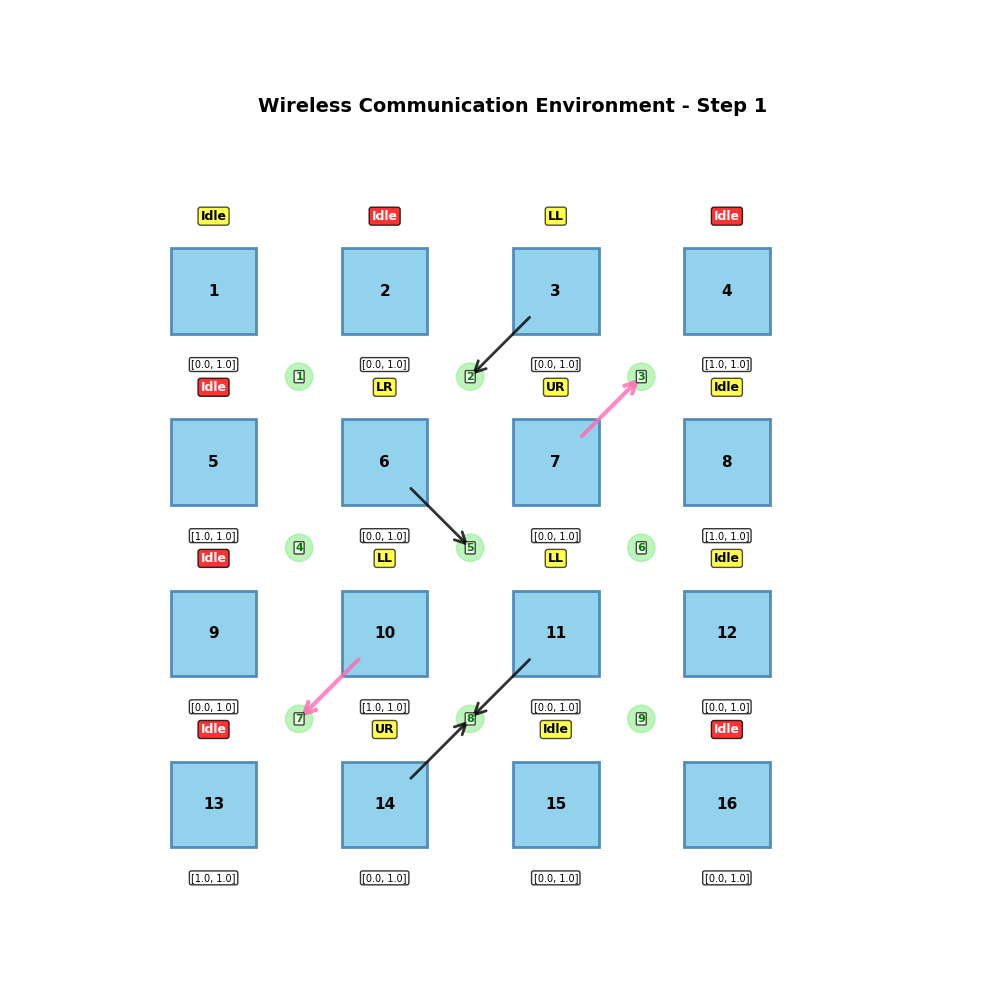 Wireless Communication Environment - Step 1
Idle Idle LL Idle
1 2 3 4
[0.0, 1.0] [0.0, 1.0] [0.0, 1.0] [1.0, 1.0]
1 2 3
Idle LR UR Idle
5 6 7 8
[1.0, 1.0] [0.0, 1.0] [0.0, 1.0] [1.0, 1.0]
4 5 6
Idle LL LL Idle
9 10 11 12
[0.0, 1.0] [1.0, 1.0] [0.0, 1.0] [0.0, 1.0]
7 8 9
Idle UR Idle Idle
13 14 15 16
[1.0, 1.0] [0.0, 1.0] [0.0, 1.0] [0.0, 1.0]